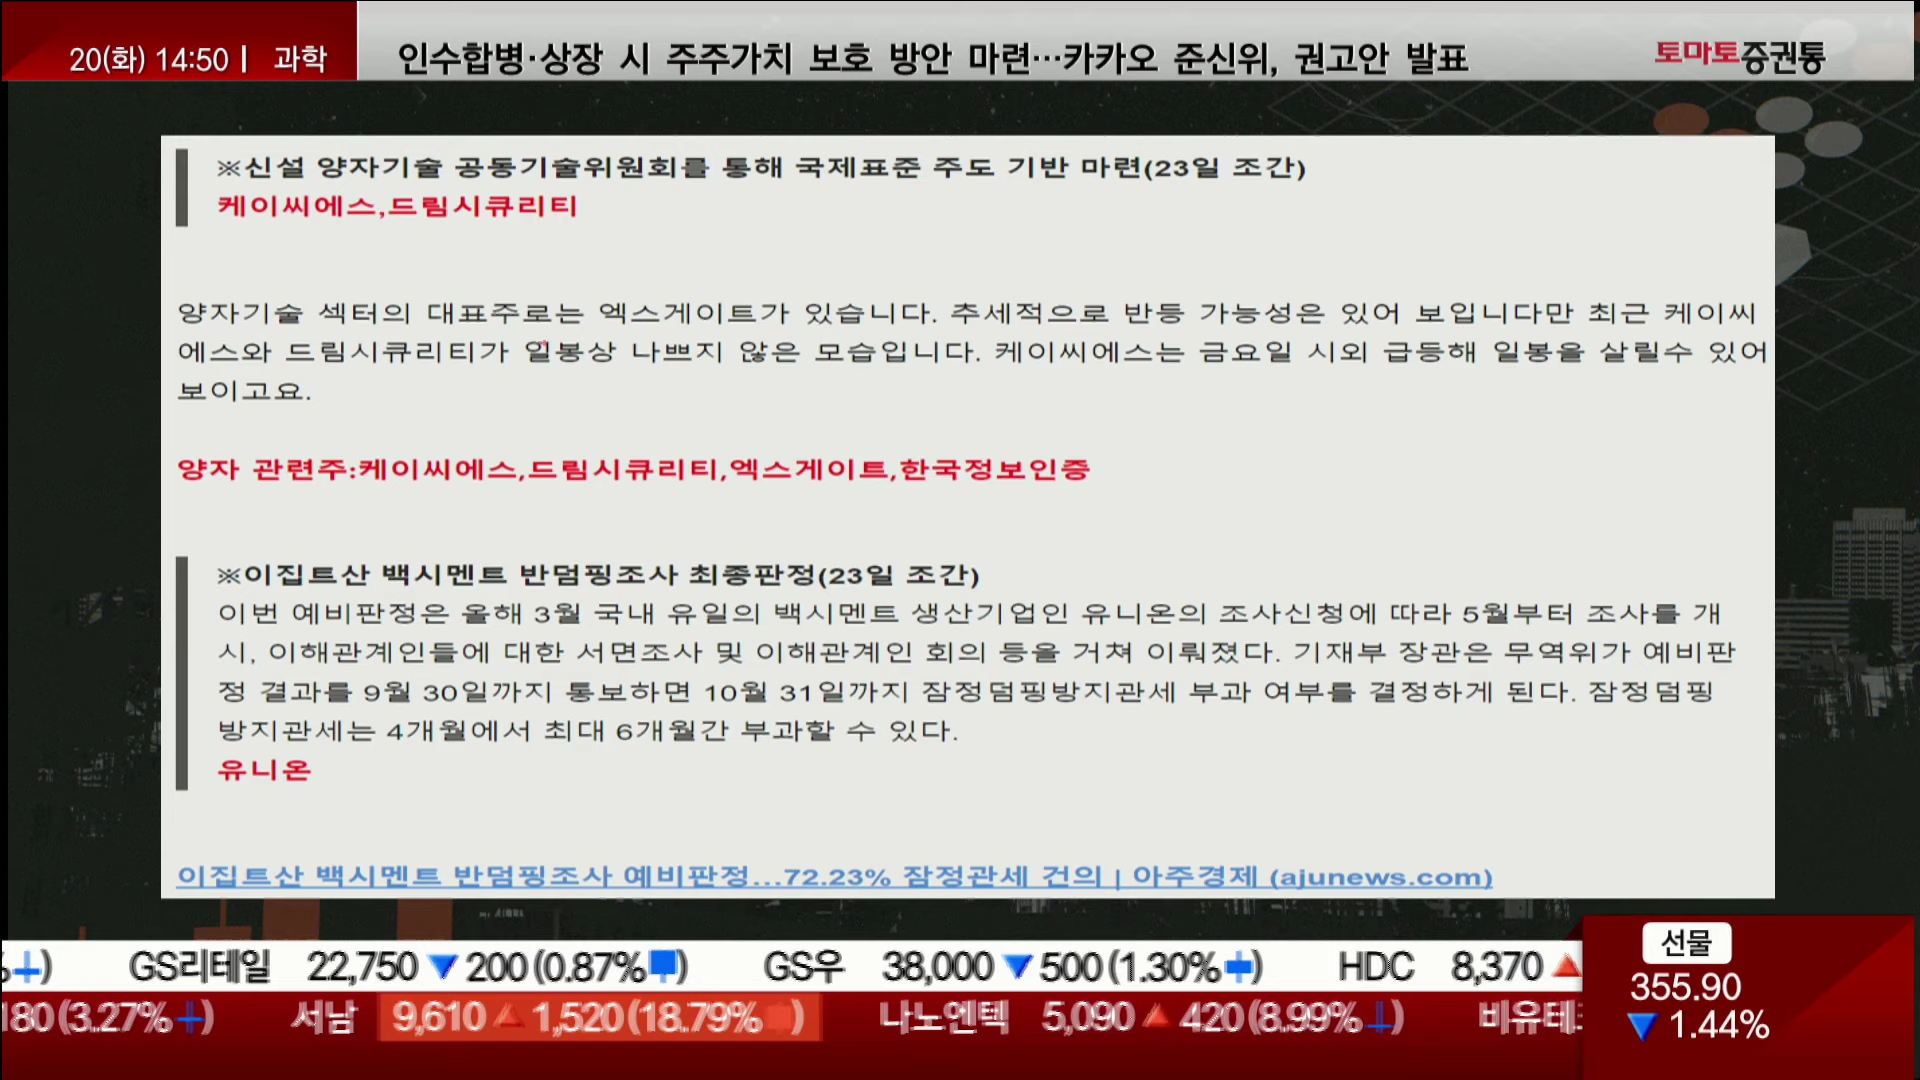 20(화) 14:50 | 과학
인수합병·상장 시 주주가치 보호 방안 마련…카카오 준신위, 권고안 발표
토마토증권통
※신설 양자기술 공동기술위원회를 통해 국제표준 주도 기반 마련(23일 조간)
케이씨에스,드림시큐리티
양자기술 섹터의 대표주로는 엑스게이트가 있습니다. 추세적으로 반등 가능성은 있어 보입니다만 최근 케이씨
에스와 드림시큐리티가 일봉상 나쁘지 않은 모습입니다. 케이씨에스는 금요일 시외 급등해 일봉을 살릴수 있어
보이고요.
양자 관련주:케이씨에스,드림시큐리티,엑스게이트,한국정보인증
※이집트산 백시멘트 반덤핑조사 최종판정(23일 조간)
이번 예비판정은 올해 3월 국내 유일의 백시멘트 생산기업인 유니온의 조사신청에 따라 5월부터 조사를 개
시, 이해관계인들에 대한 서면조사 및 이해관계인 회의 등을 거쳐 이뤄졌다. 기재부 장관은 무역위가 예비판
정 결과를 9월 30일까지 통보하면 10월 31일까지 잠정덤핑방지관세 부과 여부를 결정하게 된다. 잠정덤핑
방지관세는 4개월에서 최대 6개월간 부과할 수 있다.
유니온
이집트산 백시멘트 반덤핑조사 예비판정...72.23% 잠정관세 건의 | 아주경제 (ajunews.com)
GS리테일 22,750 ▼ 200 (0.87% ) GS우 38,000 ▼ 500 (1.30% ) HDC 8,370 ▲
180 (3.27% ) 서남 9,610 ▲ 1,520 (18.79% ) 나노엔텍 5,090 ▲ 420 (8.99% ) 비유테
선물
355.90
▼ 1.44%